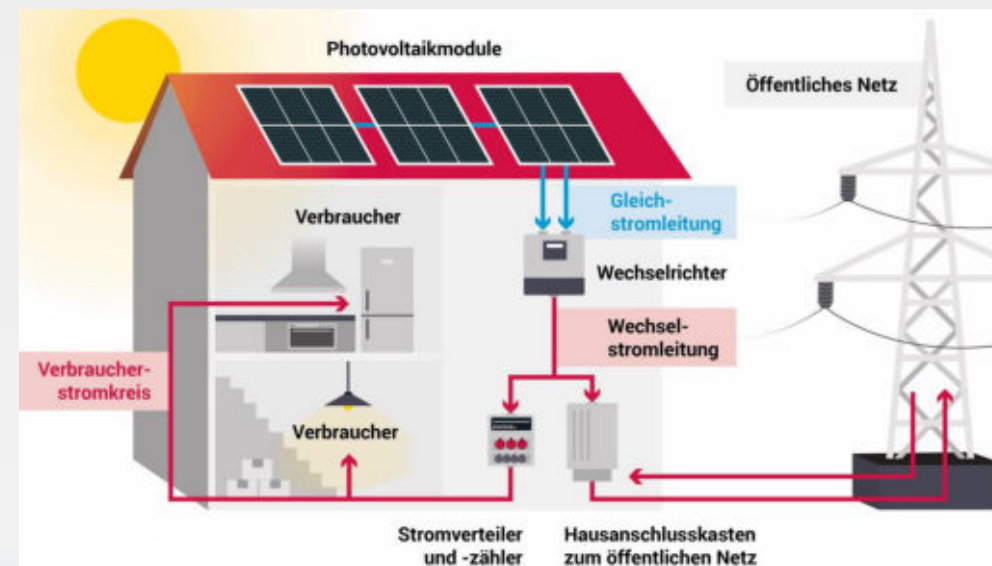 Photovoltaikmodule
Öffentliches Netz
Gleich-
stromleitung
Verbraucher
Wechselrichter
Wechsel-
stromleitung
Verbraucher-
stromkreis
Verbraucher
Stromverteiler
und -zähler
Hausanschlusskasten
zum öffentlichen Netz